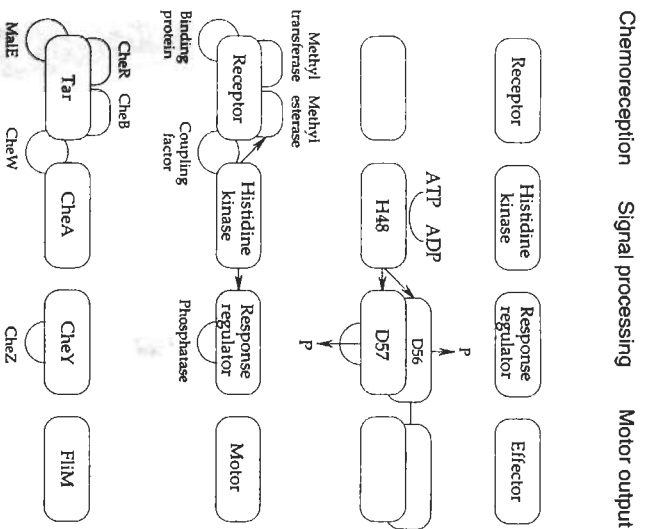 Chemoreception Signal processing Motor output
Receptor
Histidine
kinase
Response
regulator
Effector
ATP ADP
P
H48
D56
D57
P
Methyl Methyl
transferase esterase
Receptor
Histidine
kinase
Response
regulator
Motor
Binding
protein
Coupling
factor
Phosphatase
CheR CheB
Tar
CheA
CheY
FliM
MalE
CheW
CheZ